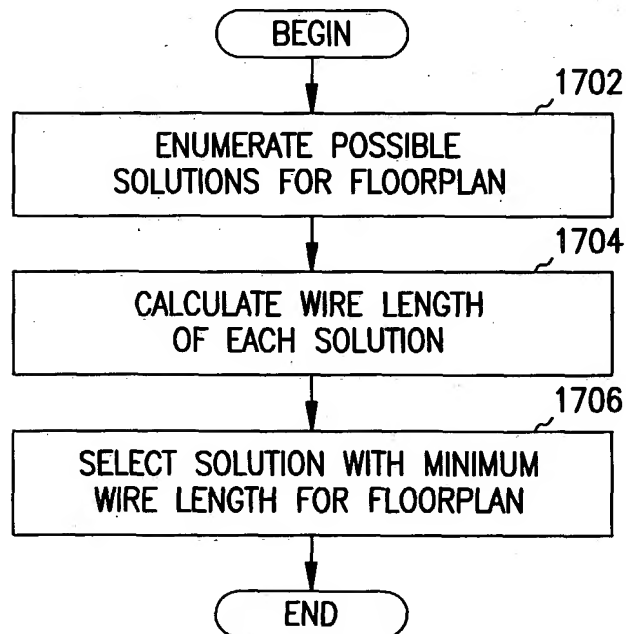 BEGIN
1702
ENUMERATE POSSIBLE
SOLUTIONS FOR FLOORPLAN
1704
CALCULATE WIRE LENGTH
OF EACH SOLUTION
1706
SELECT SOLUTION WITH MINIMUM
WIRE LENGTH FOR FLOORPLAN
END